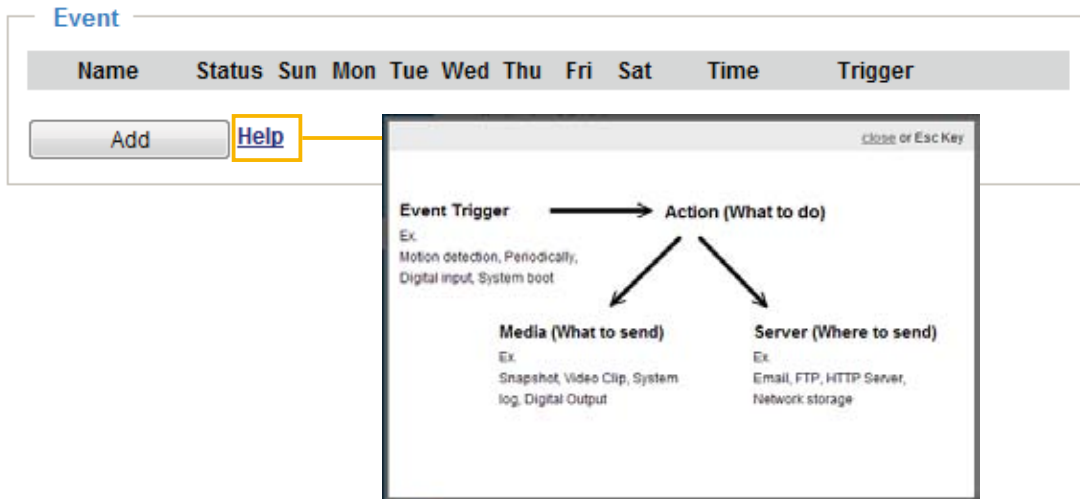 Event
Name Status Sun Mon Tue Wed Thu Fri Sat Time Trigger
Add Help
close or Esc Key
Event Trigger Action (What to do)
Ex.
Motion detection, Periodically,
Digital input, System boot
Media (What to send)
Ex.
Snapshot, Video Clip, System
log, Digital Output
Server (Where to send)
Ex.
Email, FTP, HTTP Server,
Network storage